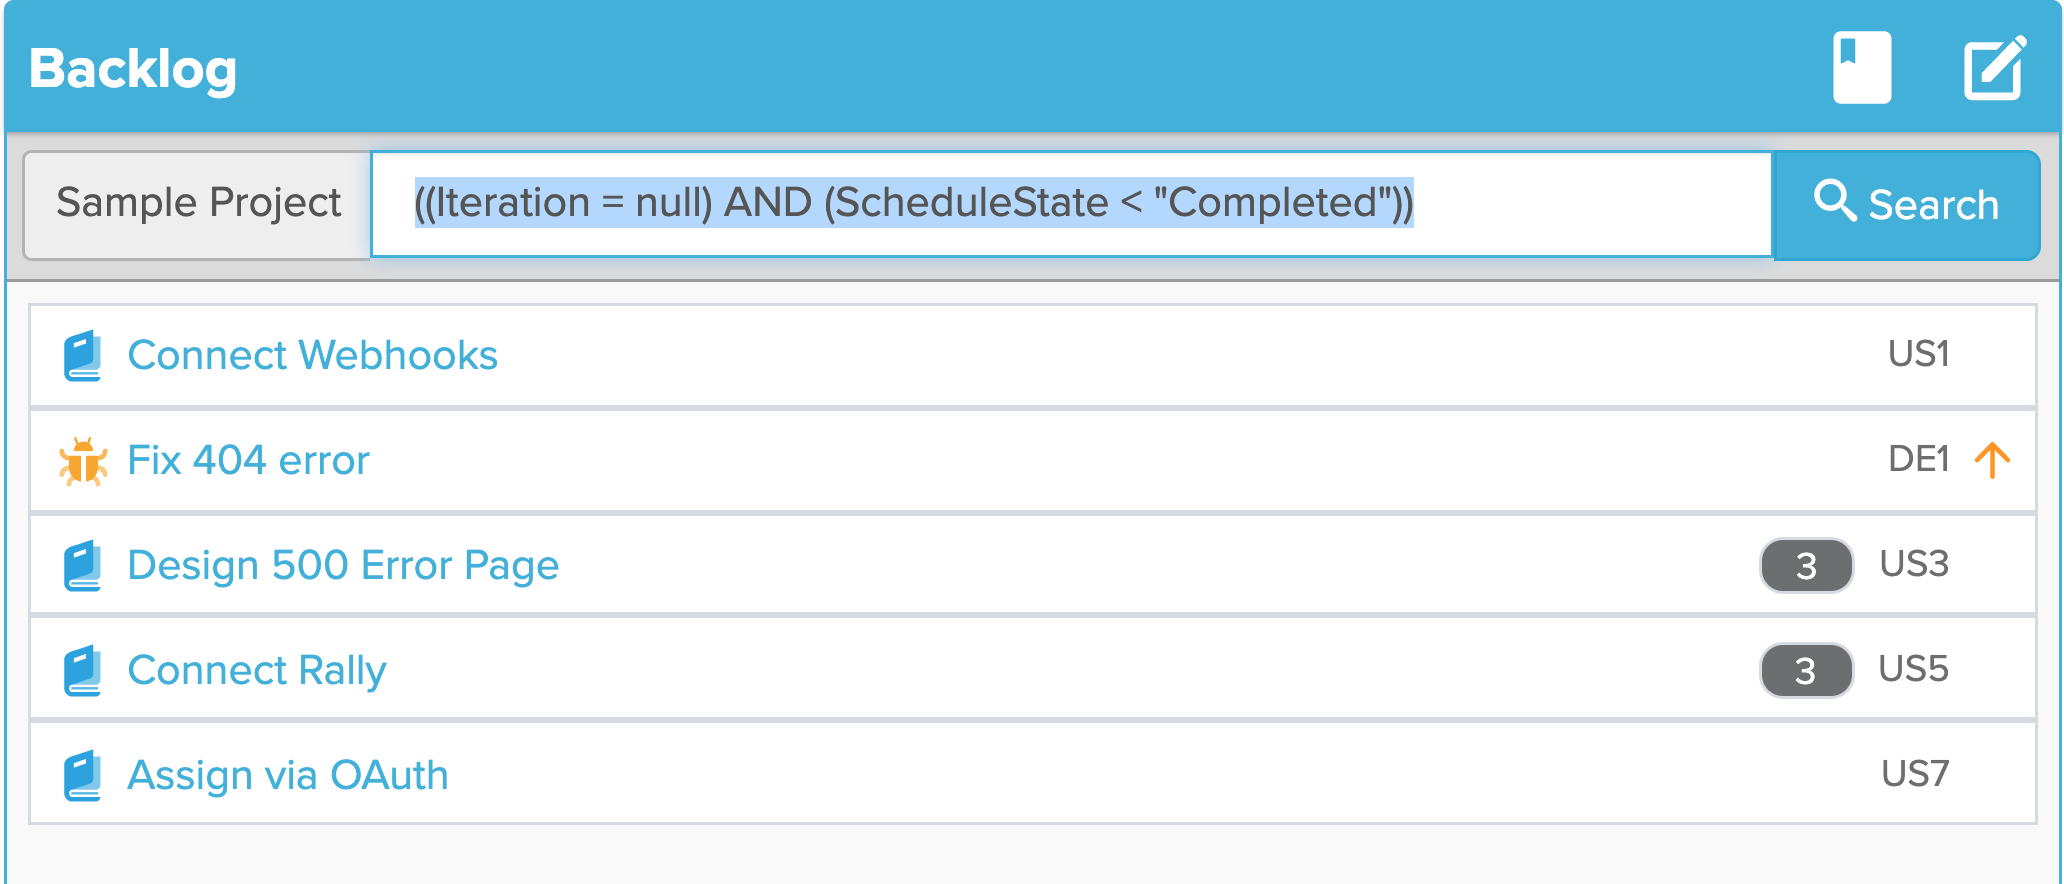 Backlog
Sample Project ((Iteration = null) AND (ScheduleState < "Completed")) Search
Connect Webhooks US1
Fix 404 error DE1
Design 500 Error Page 3 US3
Connect Rally 3 US5
Assign via OAuth US7